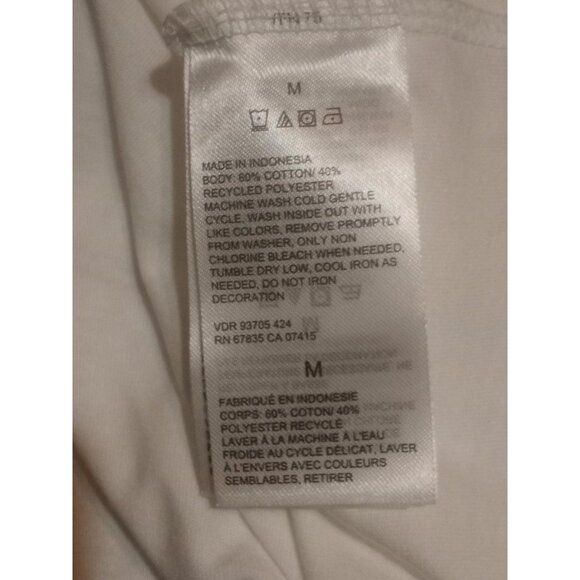 M
MADE IN INDONESIA
BODY: 60% COTTON/ 40%
RECYCLED POLYESTER
MACHINE WASH COLD GENTLE
CYCLE, WASH INSIDE OUT WITH
LIKE COLORS, REMOVE PROMPTLY
FROM WASHER, ONLY NON
CHLORINE BLEACH WHEN NEEDED,
TUMBLE DRY LOW, COOL IRON AS
NEEDED, DO NOT IRON
DECORATION
VDR 93705 424
RN 67835 CA 07415
M
FABRIQUÉ EN INDONESIE
CORPS: 60% COTON/ 40%
POLYESTER RECYCLÉ
LAVER À LA MACHINE À L'EAU
FROIDE AU CYCLE DÉLICAT, LAVER
À L'ENVERS AVEC COULEURS
SEMBLABLES, RETIRER